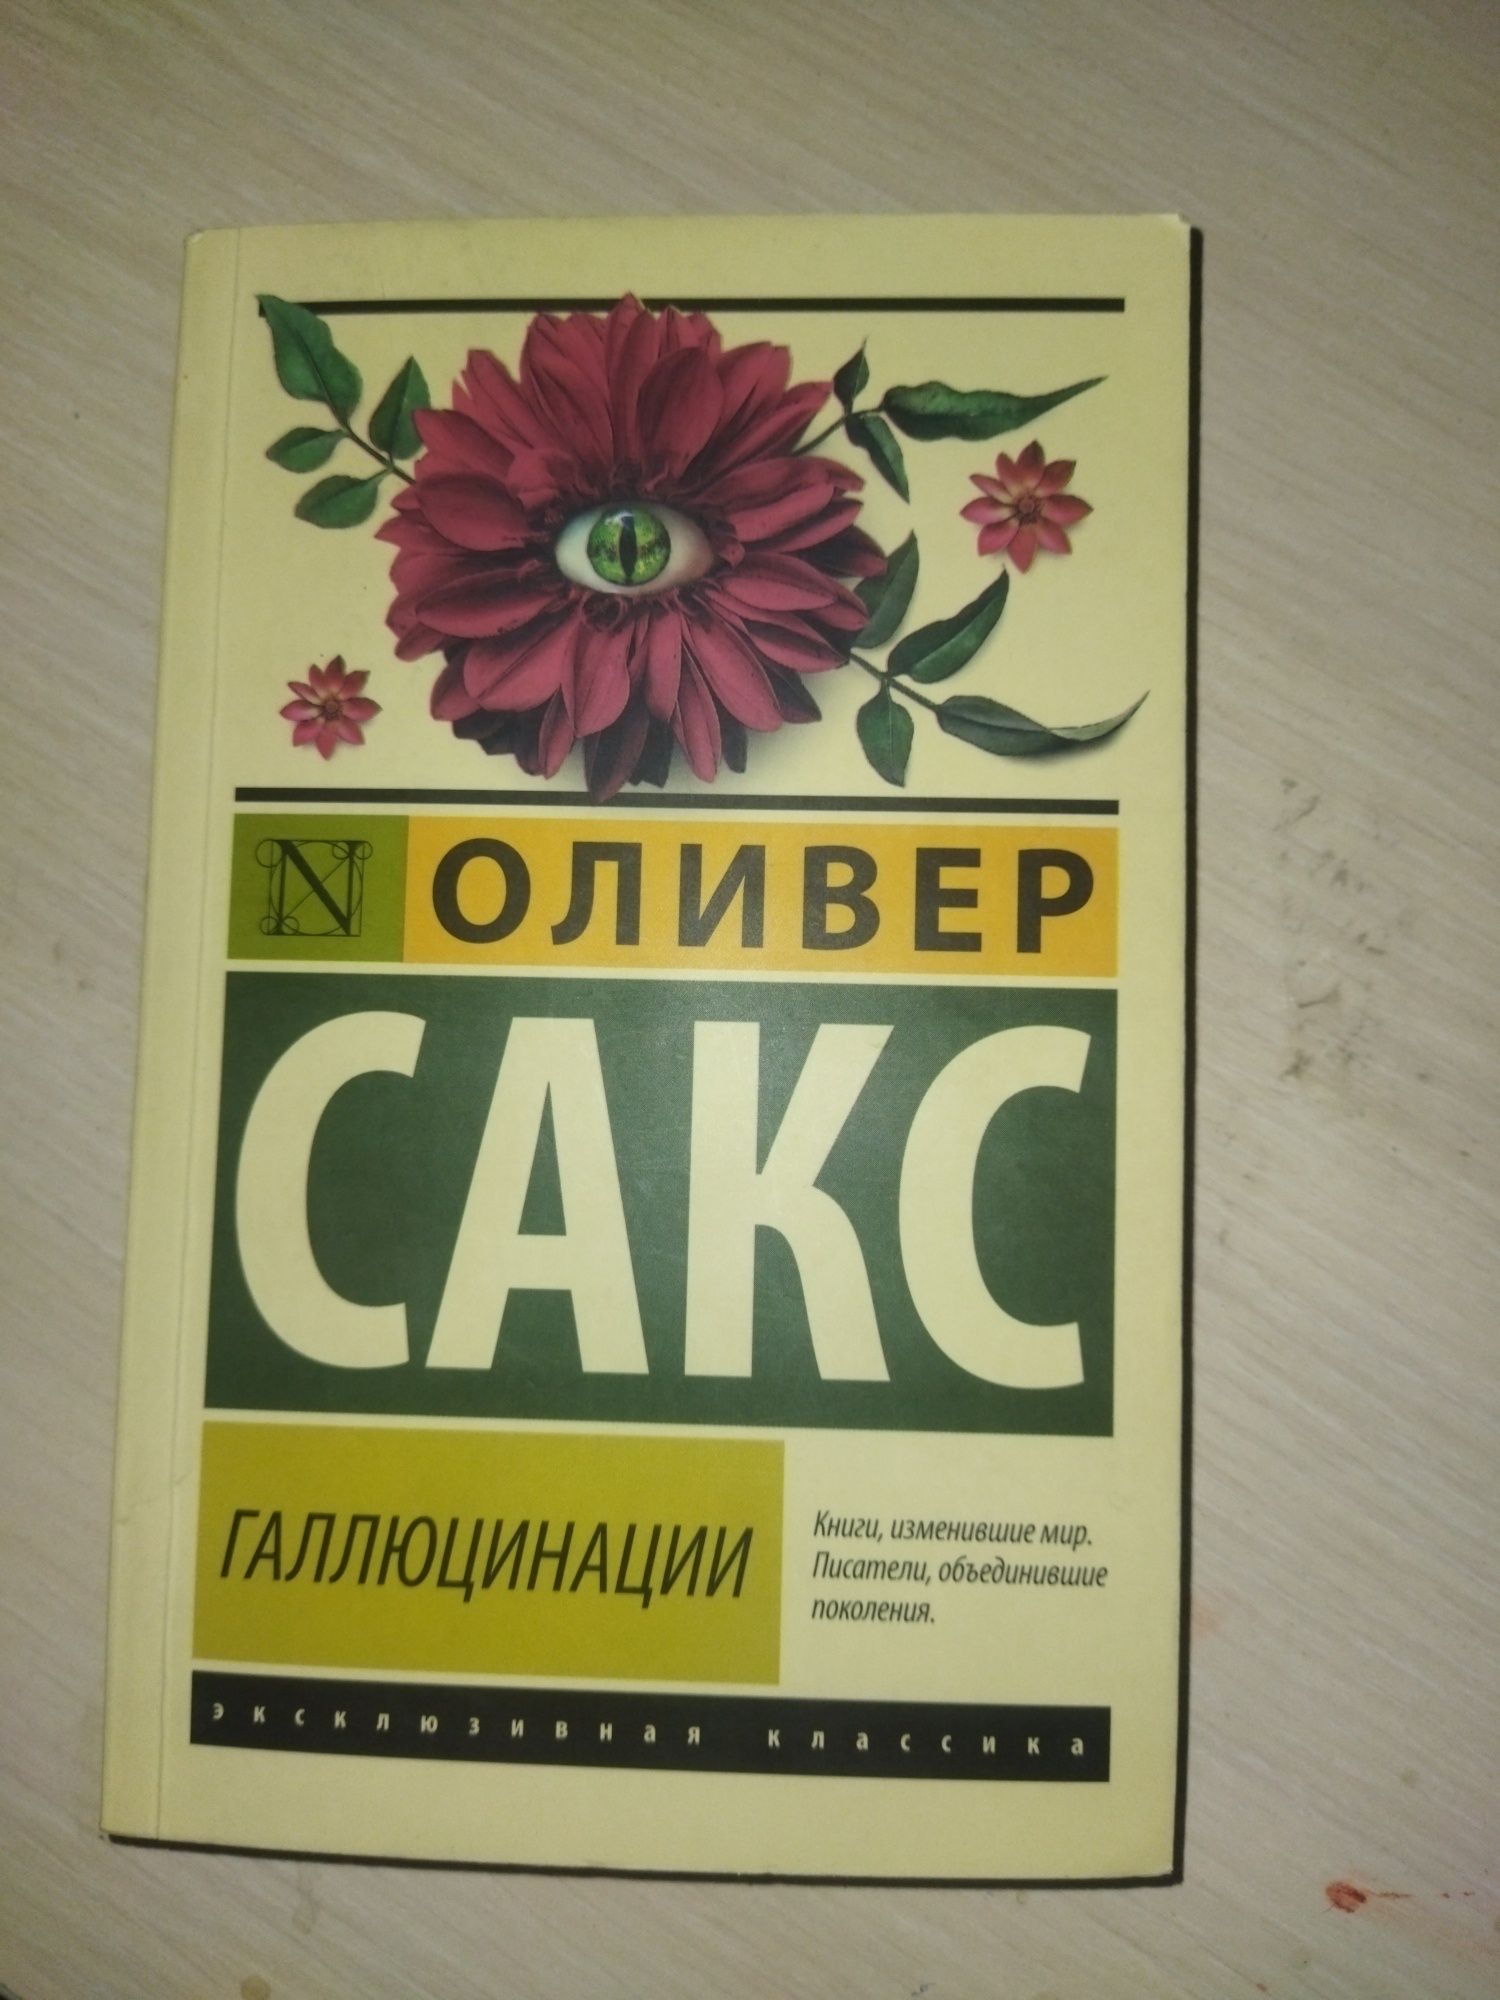 N ОЛИВЕР
САКС
ГАЛЛЮЦИНАЦИИ
Книги, изменившие мир.
Писатели, объединившие
поколения.
эксклюзивная классика